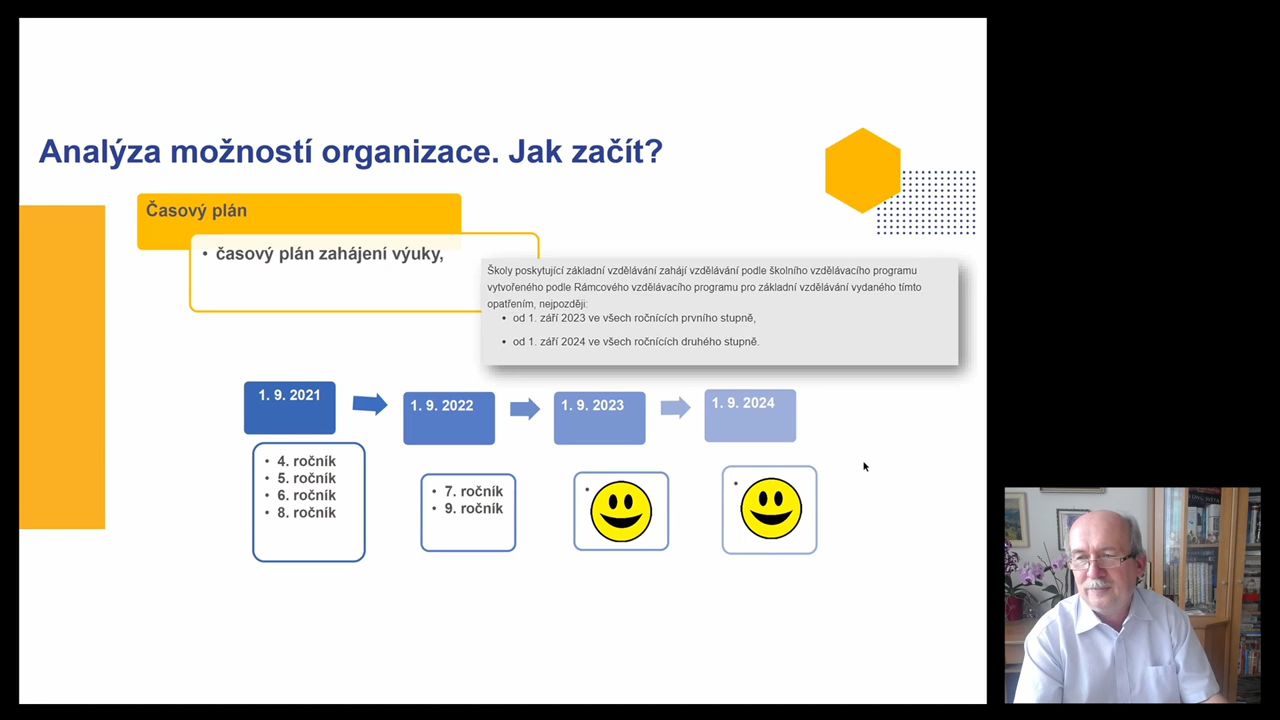 Analýza možností organizace. Jak začít?
Časový plán
• časový plán zahájení výuky,
Školy poskytující základní vzdělávání zahájí vzdělávání podle školního vzdělávacího programu
vytvořeného podle Rámcového vzdělávacího programu pro základní vzdělávání vydaného tímto
opatřením, nejpozději:
• od 1. září 2023 ve všech ročnících prvního stupně,
• od 1. září 2024 ve všech ročnících druhého stupně.
1. 9. 2021
1. 9. 2022
1. 9. 2023
1. 9. 2024
• 4. ročník
• 5. ročník
• 6. ročník
• 8. ročník
• 7. ročník
• 9. ročník